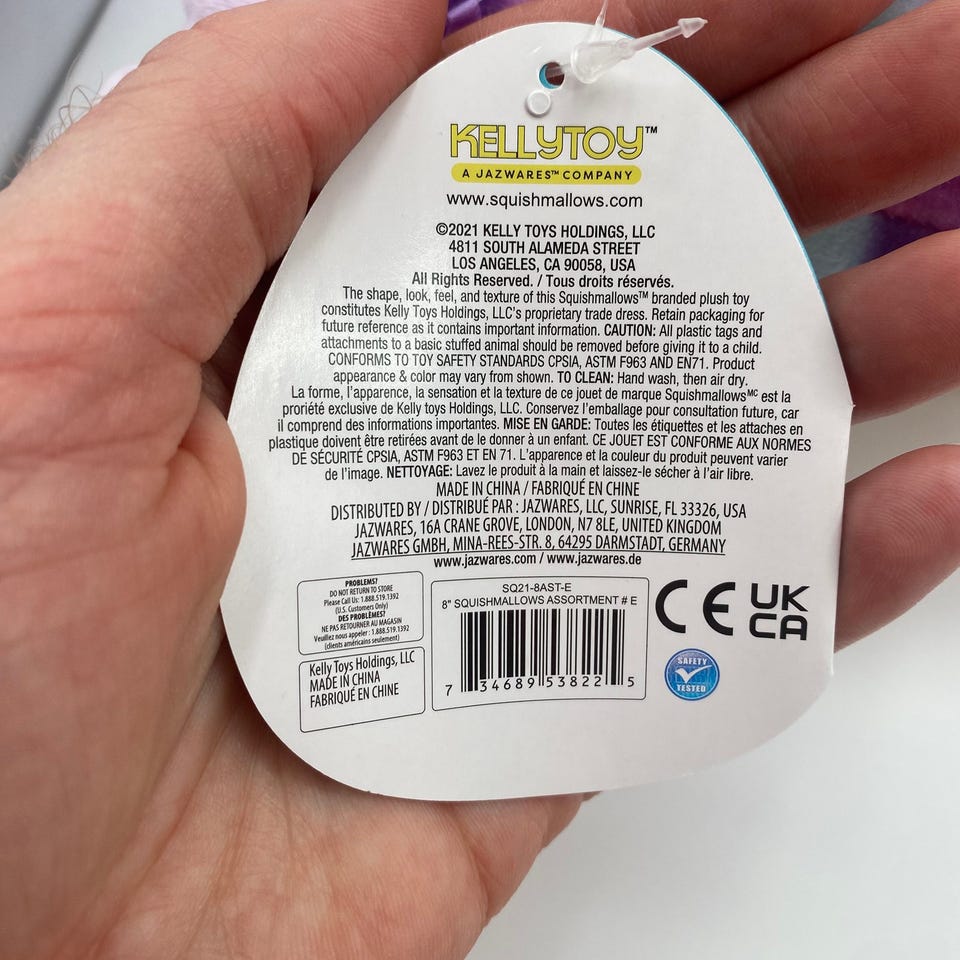 KELLYTOY™
A JAZWARES™ COMPANY
www.squishmallows.com
©2021 KELLY TOYS HOLDINGS, LLC
4811 SOUTH ALAMEDA STREET
LOS ANGELES, CA 90058, USA
All Rights Reserved. / Tous droits réservés.
The shape, look, feel, and texture of this Squishmallows™ branded plush toy
constitutes Kelly Toys Holdings, LLC's proprietary trade dress. Retain packaging for
future reference as it contains important information. CAUTION: All plastic tags and
attachments to a basic stuffed animal should be removed before giving it to a child.
CONFORMS TO TOY SAFETY STANDARDS CPSIA, ASTM F963 AND EN71. Product
appearance & color may vary from shown. TO CLEAN: Hand wash, then air dry.
La forme, l'apparence, la sensation et la texture de ce jouet de marque Squishmallows MC est la
proriété exclusive de Kelly toys Holdings, LLC. Conservez l'emballage pour consultation future, car
il comprend des informations importantes. MISE EN GARDE: Toutes les étiquettes et les attaches en
plastique doivent être retirées avant de le donner à un enfant. CE JOUET EST CONFORME AUX NORMES
DE SÉCURITÉ CPSIA, ASTM F963 ET EN 71. L'apparence et la couleur du produit peuvent varier
de l'image. NETTOYAGE: Lavez le produit à la main et laissez-le sécher à l'air libre.
MADE IN CHINA / FABRIQUÉ EN CHINE
DISTRIBUTED BY / DISTRIBUÉ PAR : JAZWARES, LLC, SUNRISE, FL 33326, USA
JAZWARES, 16A CRANE GROVE, LONDON, N7 8LE, UNITED KINGDOM
JAZWARES GMBH, MINA-REES-STR. 8, 64295 DARMSTADT, GERMANY
www.jazwares.com / www.jazwares.de
PROBLEMS?
DO NOT RETURN TO STORE
Please Call Us: 1.888.519.1392
(U.S. Customers Only)
DES PROBLÈMES?
NE PAS RETOURNER AU MAGASIN
Veuillez nous appeler : 1.888.519.1392
(clients américains seulement)
Kelly Toys Holdings, LLC
MADE IN CHINA
FABRIQUÉ EN CHINE
SQ21-8AST-E
8" SQUISHMALLOWS ASSORTMENT # E
7 34689 53822 5
CE
UK
CA
SAFETY
TESTED